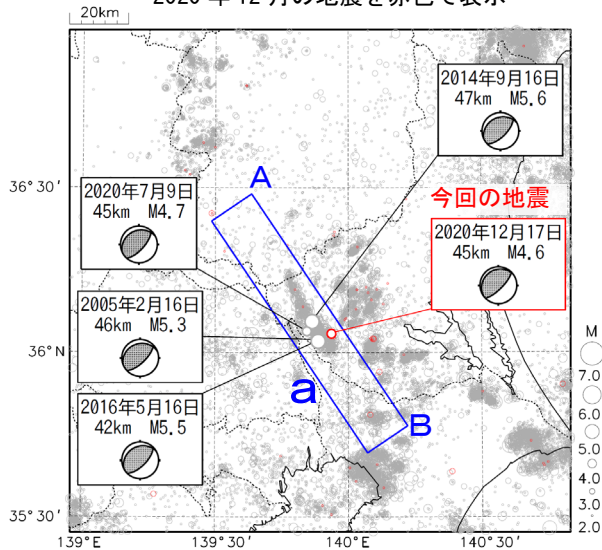 2020年12月の地震を赤色で表示
20km
2014年9月16日
47km M5.6
36°30′
A
今回の地震
2020年7月9日
45km M4.7
2020年12月17日
45km M4.6
2005年2月16日
46km M5.3
36°N
a
2016年5月16日
42km M5.5
B
M
7.0
6.0
5.0
4.0
3.0
2.0
35°30′
139°E
139°30′
140°E
140°30′